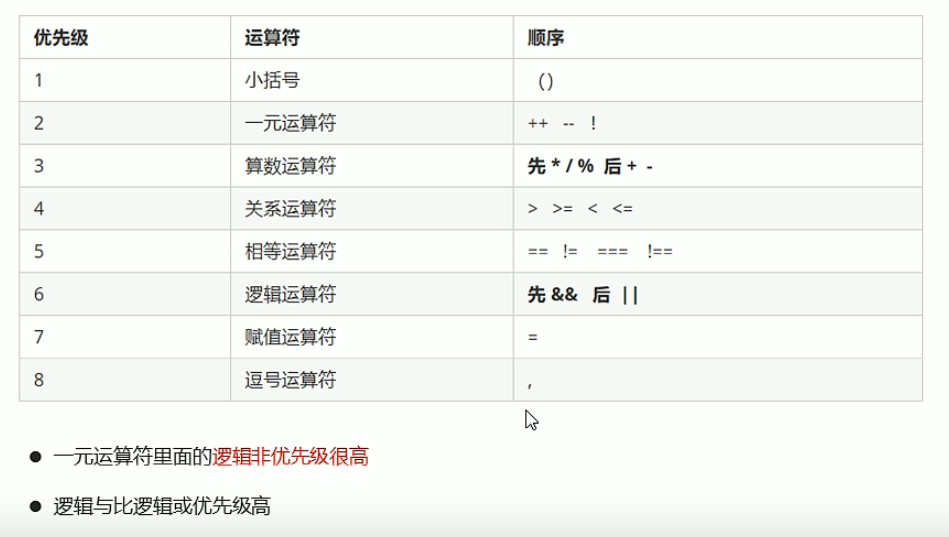 优先级 运算符 顺序
1 小括号 ()
2 一元运算符 ++ -- !
3 算数运算符 先 * / % 后 + -
4 关系运算符 > >= < <=
5 相等运算符 == != === !==
6 逻辑运算符 先 && 后 ||
7 赋值运算符 =
8 逗号运算符 ,
● 一元运算符里面的逻辑非优先级很高
● 逻辑与比逻辑或优先级高